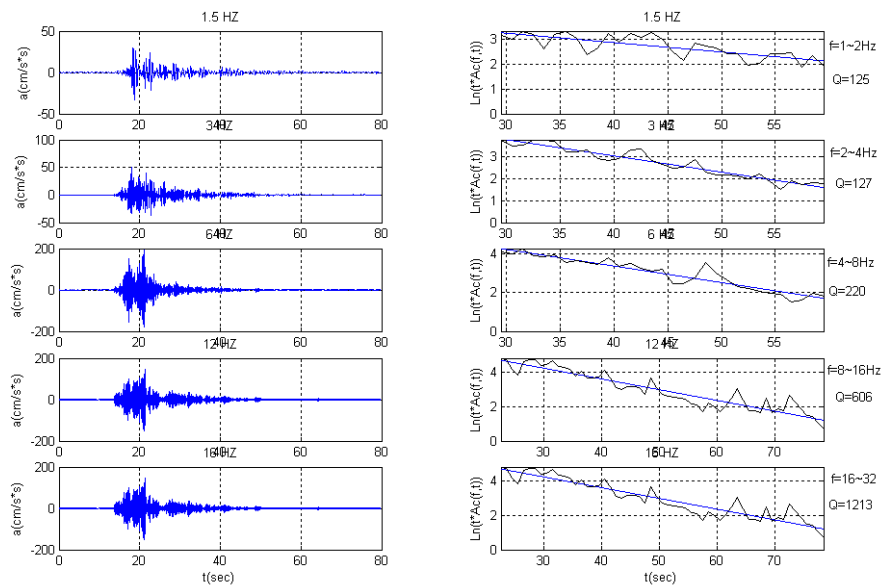 1.5 HZ
50
0
-50
a(cm/s*s)
0 20 40 60 80
3 HZ
100
50
0
-50
a(cm/s*s)
0 20 40 60 80
6 HZ
200
0
-200
a(cm/s*s)
0 20 40 60 80
12 HZ
200
0
-200
a(cm/s*s)
0 20 40 60 80
16 HZ
200
0
-200
a(cm/s*s)
0 20 40 60 80
t(sec)
1.5 HZ
3
2
1
0
Ln(t*Ac(f,t))
30 35 40 45 50 55
f=1~2Hz
Q=125
3 HZ
3
2
1
0
Ln(t*Ac(f,t))
30 35 40 45 50 55
f=2~4Hz
Q=127
6 HZ
4
2
0
Ln(t*Ac(f,t))
30 35 40 45 50 55
f=4~8Hz
Q=220
12 HZ
4
2
0
Ln(t*Ac(f,t))
30 40 50 60 70
f=8~16Hz
Q=606
4
2
0
Ln(t*Ac(f,t))
30 40 50 60 70
f=16~32
Q=1213
t(sec)